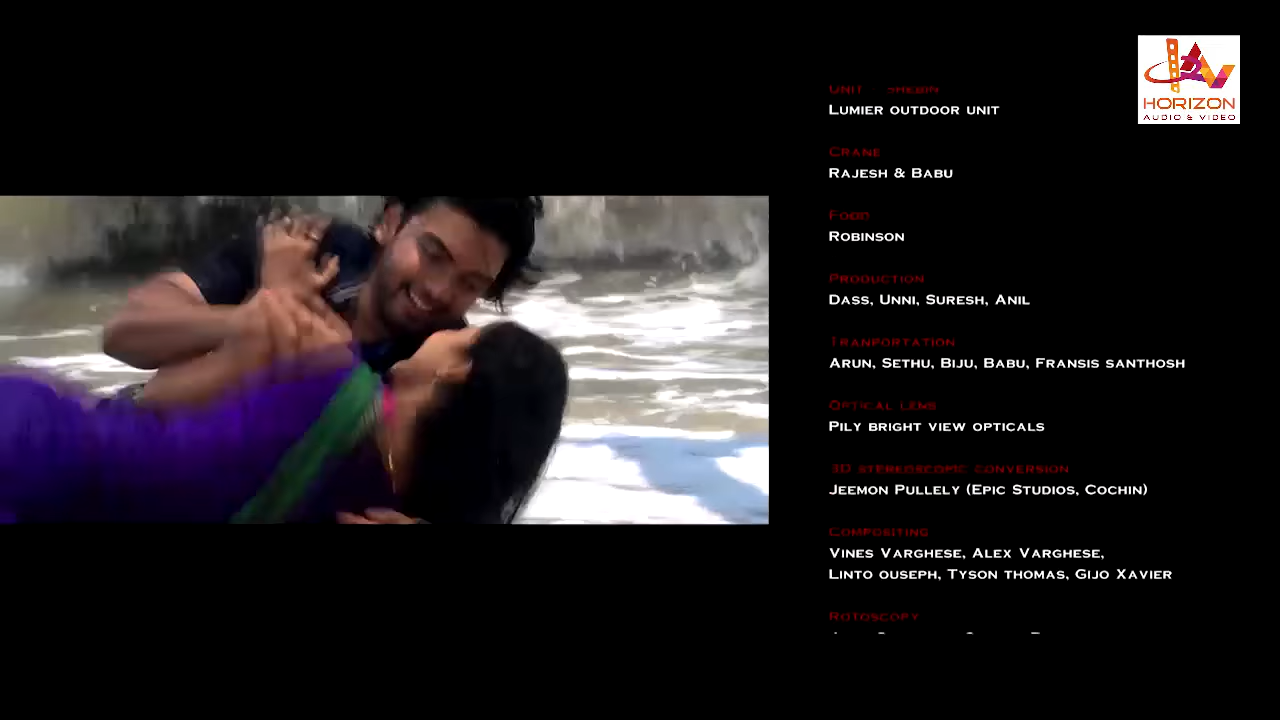 UNIT - SHEBIN
LUMIER OUTDOOR UNIT
CRANE
RAJESH & BABU
FOOD
ROBINSON
PRODUCTION
DASS, UNNI, SURESH, ANIL
TRANPORTATION
ARUN, SETHU, BIJU, BABU, FRANSIS SANTHOSH
OPTICAL LENS
PILY BRIGHT VIEW OPTICALS
3D STEREOSCOPIC CONVERSION
JEEMON PULLELY (EPIC STUDIOS, COCHIN)
COMPOSITING
VINES VARGHESE, ALEX VARGHESE,
LINTO OUSEPH, TYSON THOMAS, GIJO XAVIER
ROTOSCOPY
HORIZON
AUDIO & VIDEO